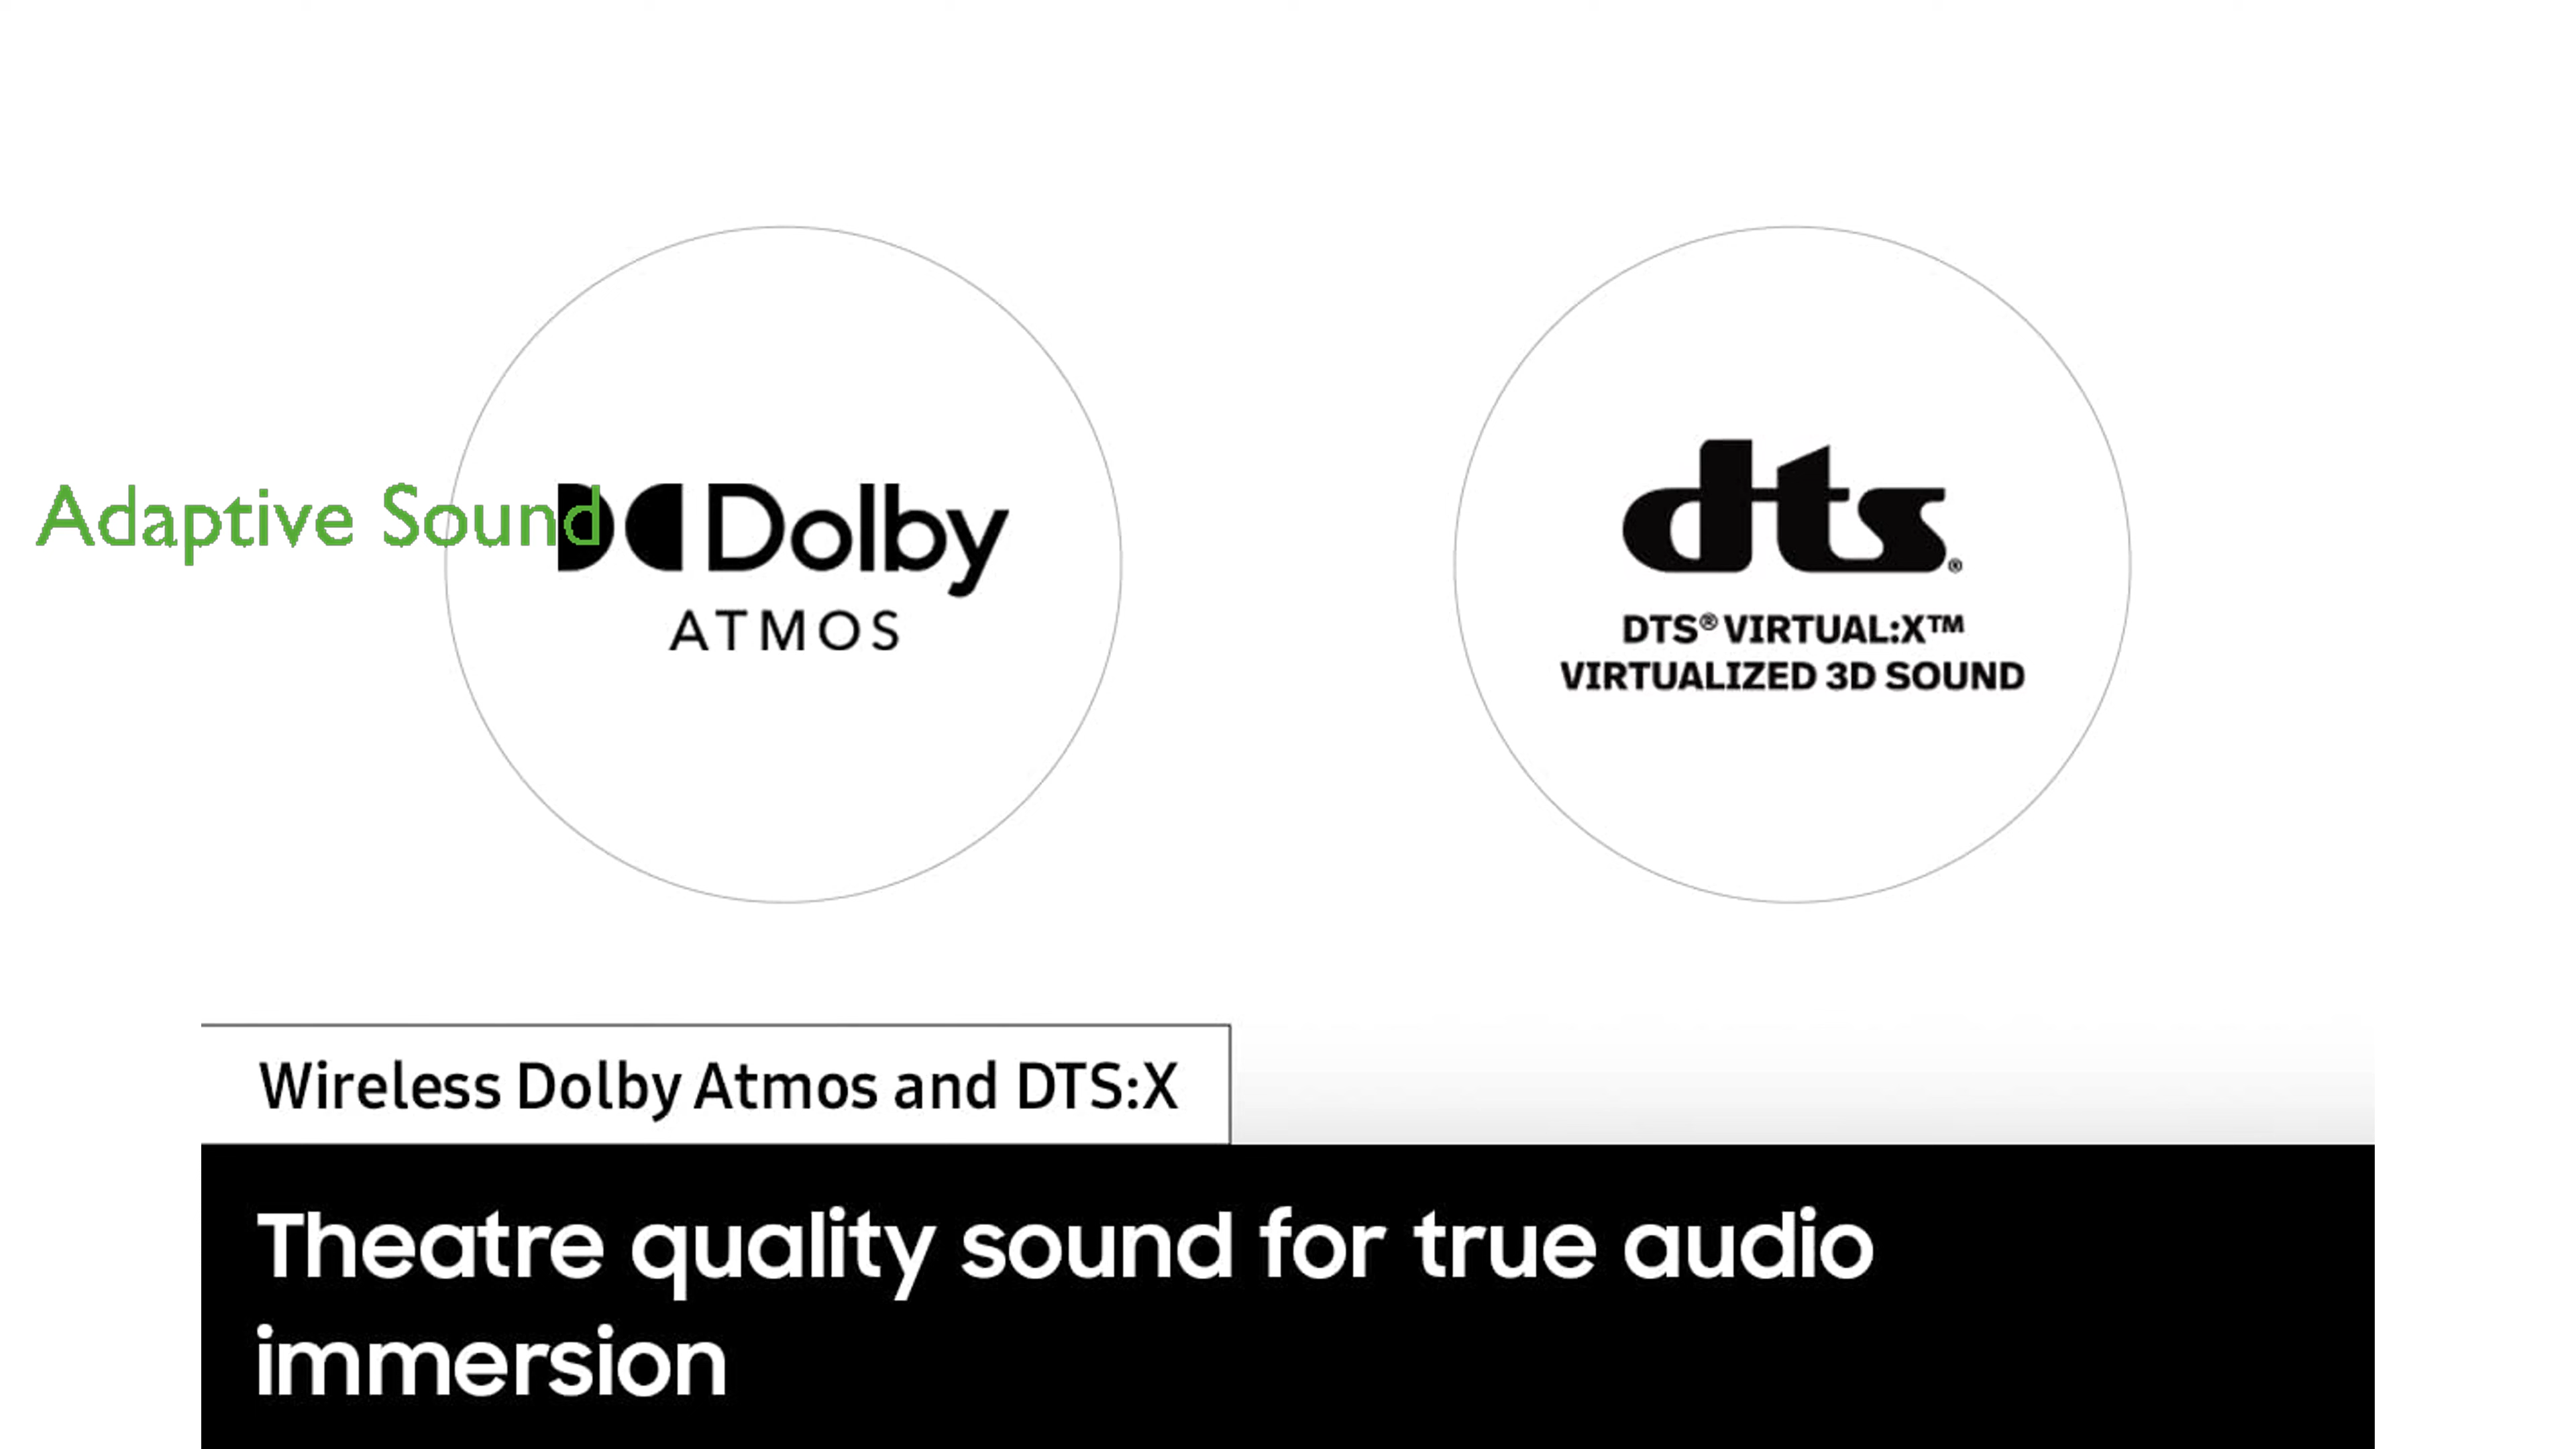 Adaptive Sound
Dolby
ATMOS
dts®
DTS® VIRTUAL:X™
VIRTUALIZED 3D SOUND
Wireless Dolby Atmos and DTS:X
Theatre quality sound for true audio
immersion